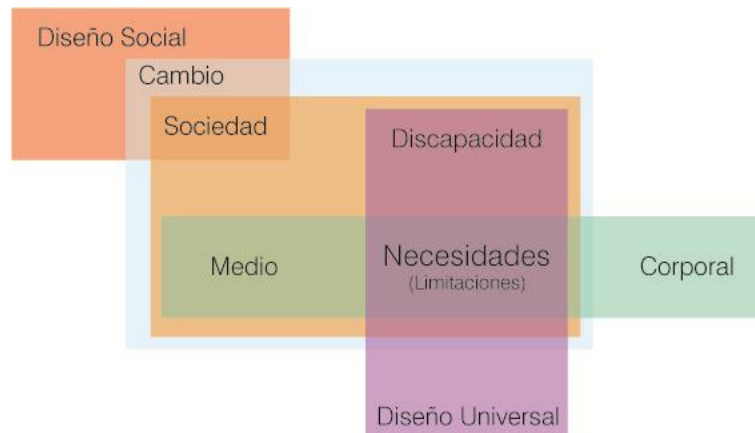 Diseño Social
Cambio
Sociedad
Discapacidad
Medio
Necesidades
(Limitaciones)
Corporal
Diseño Universal